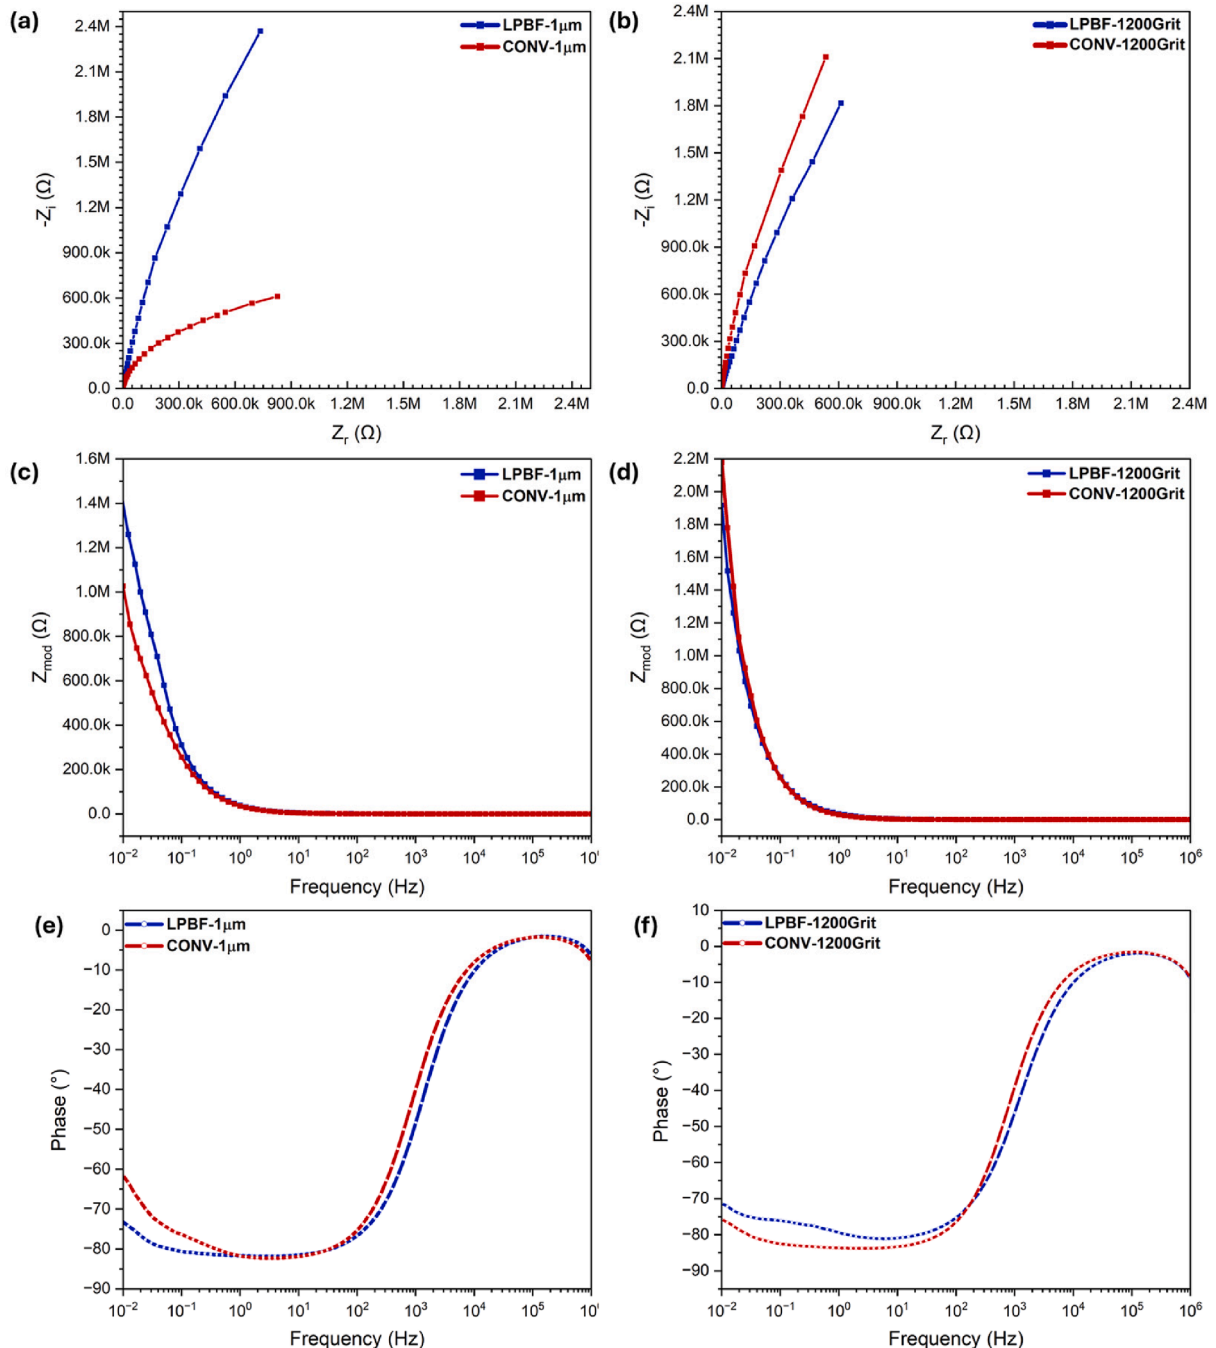 (a)
LPBF-1μm
CONV-1μm
2.4M
2.1M
1.8M
1.5M
1.2M
900.0k
600.0k
300.0k
0.0
-Zi (Ω)
0.0 300.0k 600.0k 900.0k 1.2M 1.5M 1.8M 2.1M 2.4M
Zr (Ω)
(b)
LPBF-1200Grit
CONV-1200Grit
2.4M
2.1M
1.8M
1.5M
1.2M
900.0k
600.0k
300.0k
0.0
-Zi (Ω)
0.0 300.0k 600.0k 900.0k 1.2M 1.5M 1.8M 2.1M 2.4M
Zr (Ω)
(c)
LPBF-1μm
CONV-1μm
1.6M
1.4M
1.2M
1.0M
800.0k
600.0k
400.0k
200.0k
0.0
Zmod (Ω)
10⁻² 10⁻¹ 10⁰ 10¹ 10² 10³ 10⁴ 10⁵
Frequency (Hz)
(d)
LPBF-1200Grit
CONV-1200Grit
2.2M
2.0M
1.8M
1.6M
1.4M
1.2M
1.0M
800.0k
600.0k
400.0k
200.0k
0.0
Zmod (Ω)
10⁻² 10⁻¹ 10⁰ 10¹ 10² 10³ 10⁴ 10⁵ 10⁶
Frequency (Hz)
(e)
LPBF-1μm
CONV-1μm
0
−10
−20
−30
−40
−50
−60
−70
−80
−90
Phase (°)
10⁻² 10⁻¹ 10⁰ 10¹ 10² 10³ 10⁴ 10⁵
Frequency (Hz)
(f)
LPBF-1200Grit
CONV-1200Grit
10
0
−10
−20
−30
−40
−50
−60
−70
−80
−90
Phase (°)
10⁻² 10⁻¹ 10⁰ 10¹ 10² 10³ 10⁴ 10⁵ 10⁶
Frequency (Hz)